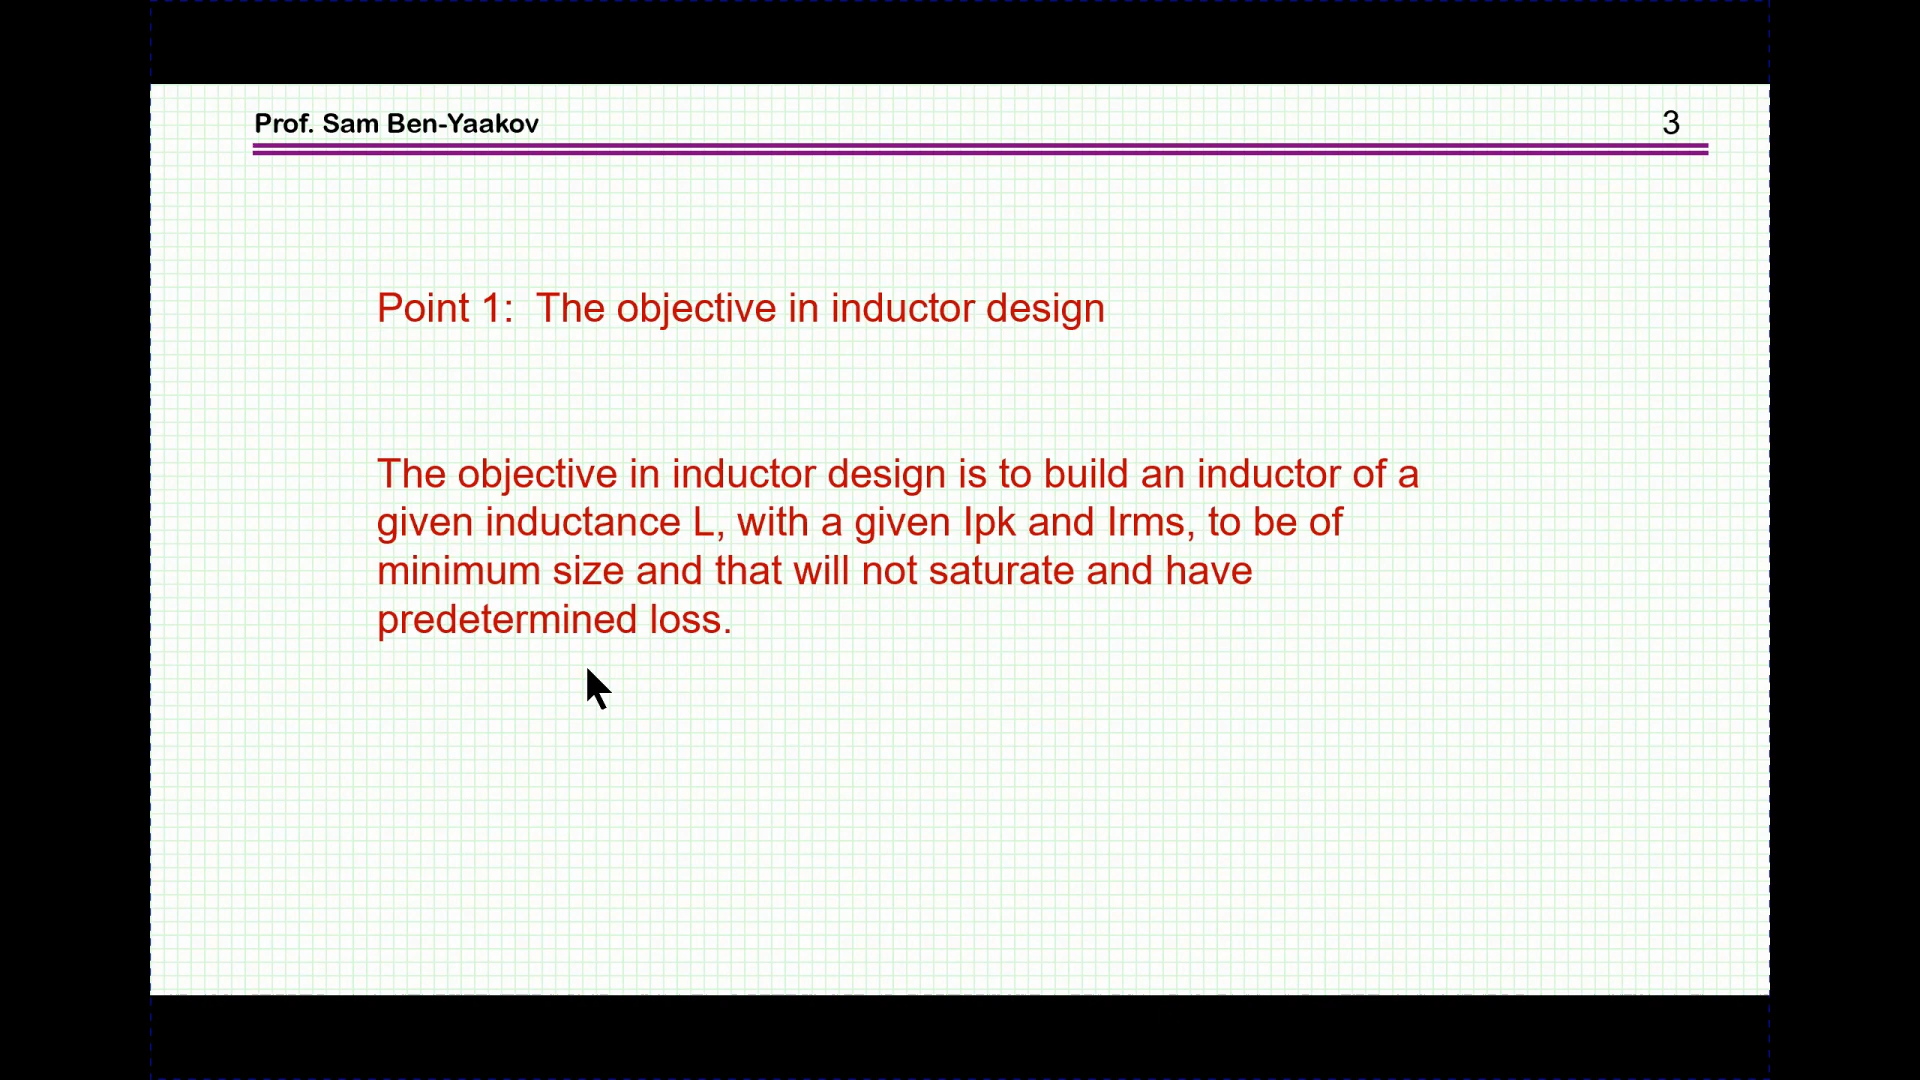 Prof. Sam Ben-Yaakov 3
Point 1: The objective in inductor design
The objective in inductor design is to build an inductor of a
given inductance L, with a given Ipk and Irms, to be of
minimum size and that will not saturate and have
predetermined loss.